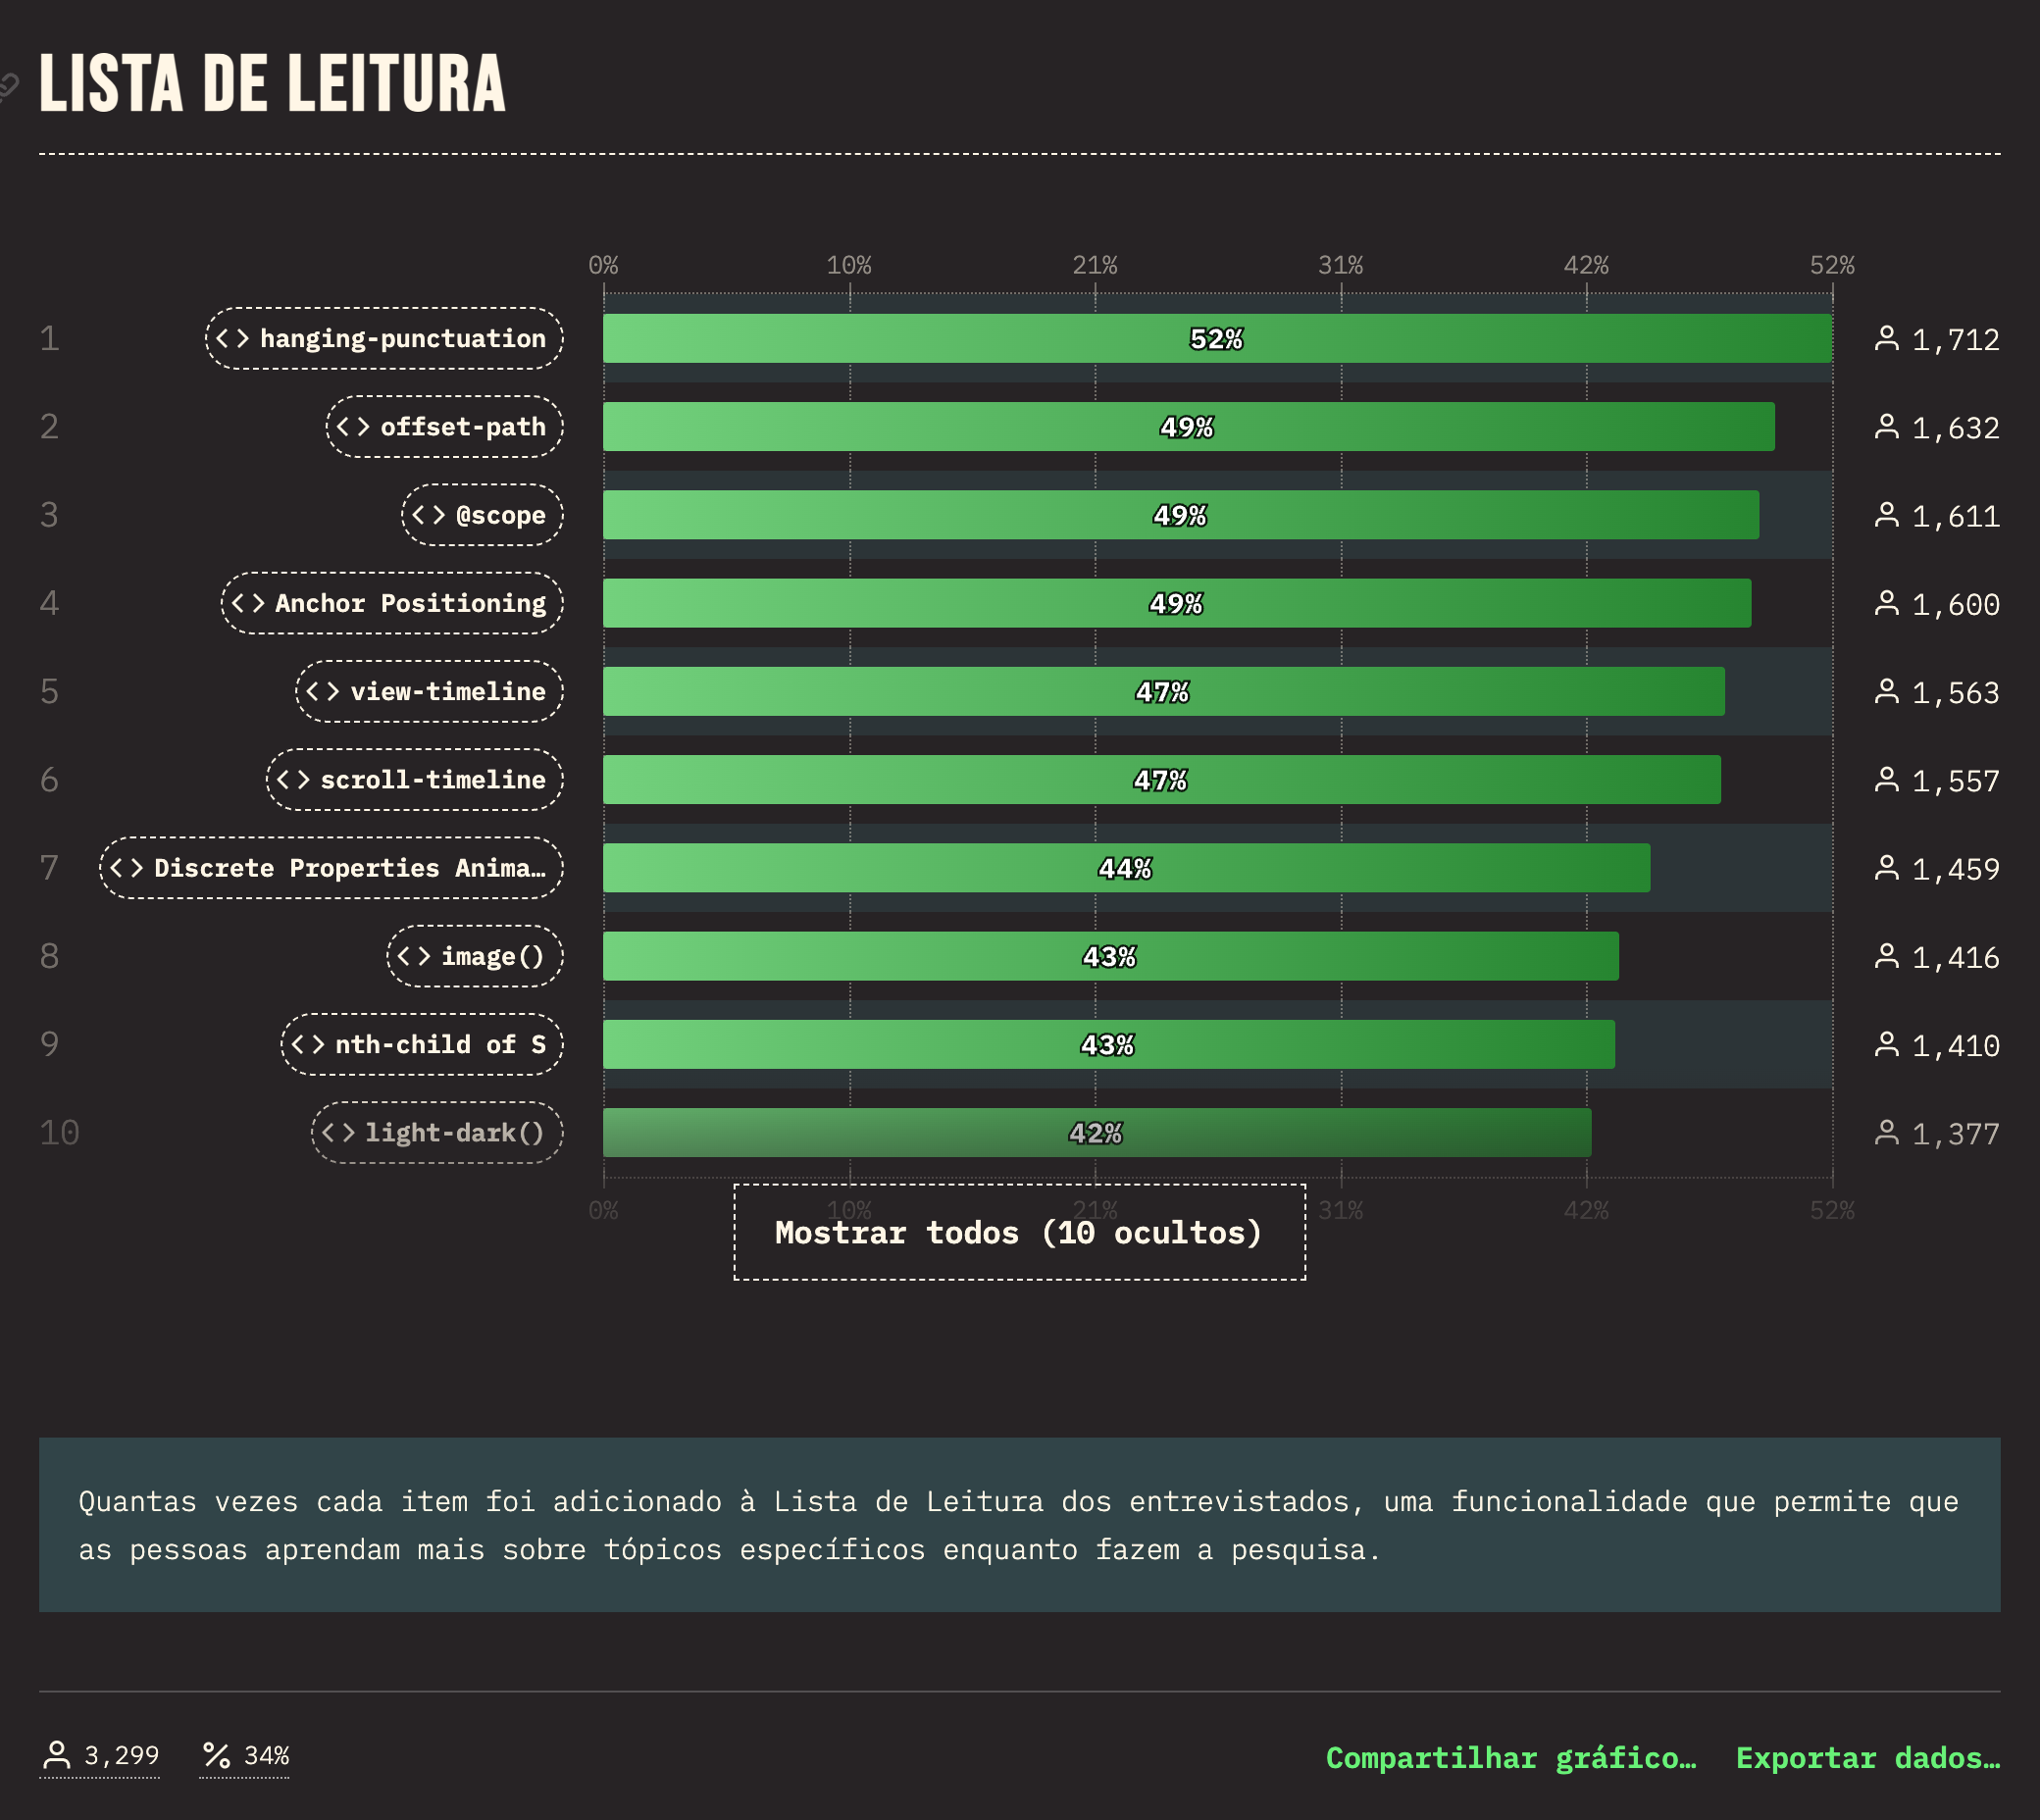 LISTA DE LEITURA
0% 10% 21% 31% 42% 52%
1 <> hanging-punctuation 52% 1,712
2 <> offset-path 49% 1,632
3 <> @scope 49% 1,611
4 <> Anchor Positioning 49% 1,600
5 <> view-timeline 47% 1,563
6 <> scroll-timeline 47% 1,557
7 <> Discrete Properties Anima… 44% 1,459
8 <> image() 43% 1,416
9 <> nth-child of S 43% 1,410
10 <> light-dark() 42% 1,377
0% 10% 21% 31% 42% 52%
Mostrar todos (10 ocultos)
Quantas vezes cada item foi adicionado à Lista de Leitura dos entrevistados, uma funcionalidade que permite que
as pessoas aprendam mais sobre tópicos específicos enquanto fazem a pesquisa.
3,299 % 34% Compartilhar gráfico… Exportar dados…